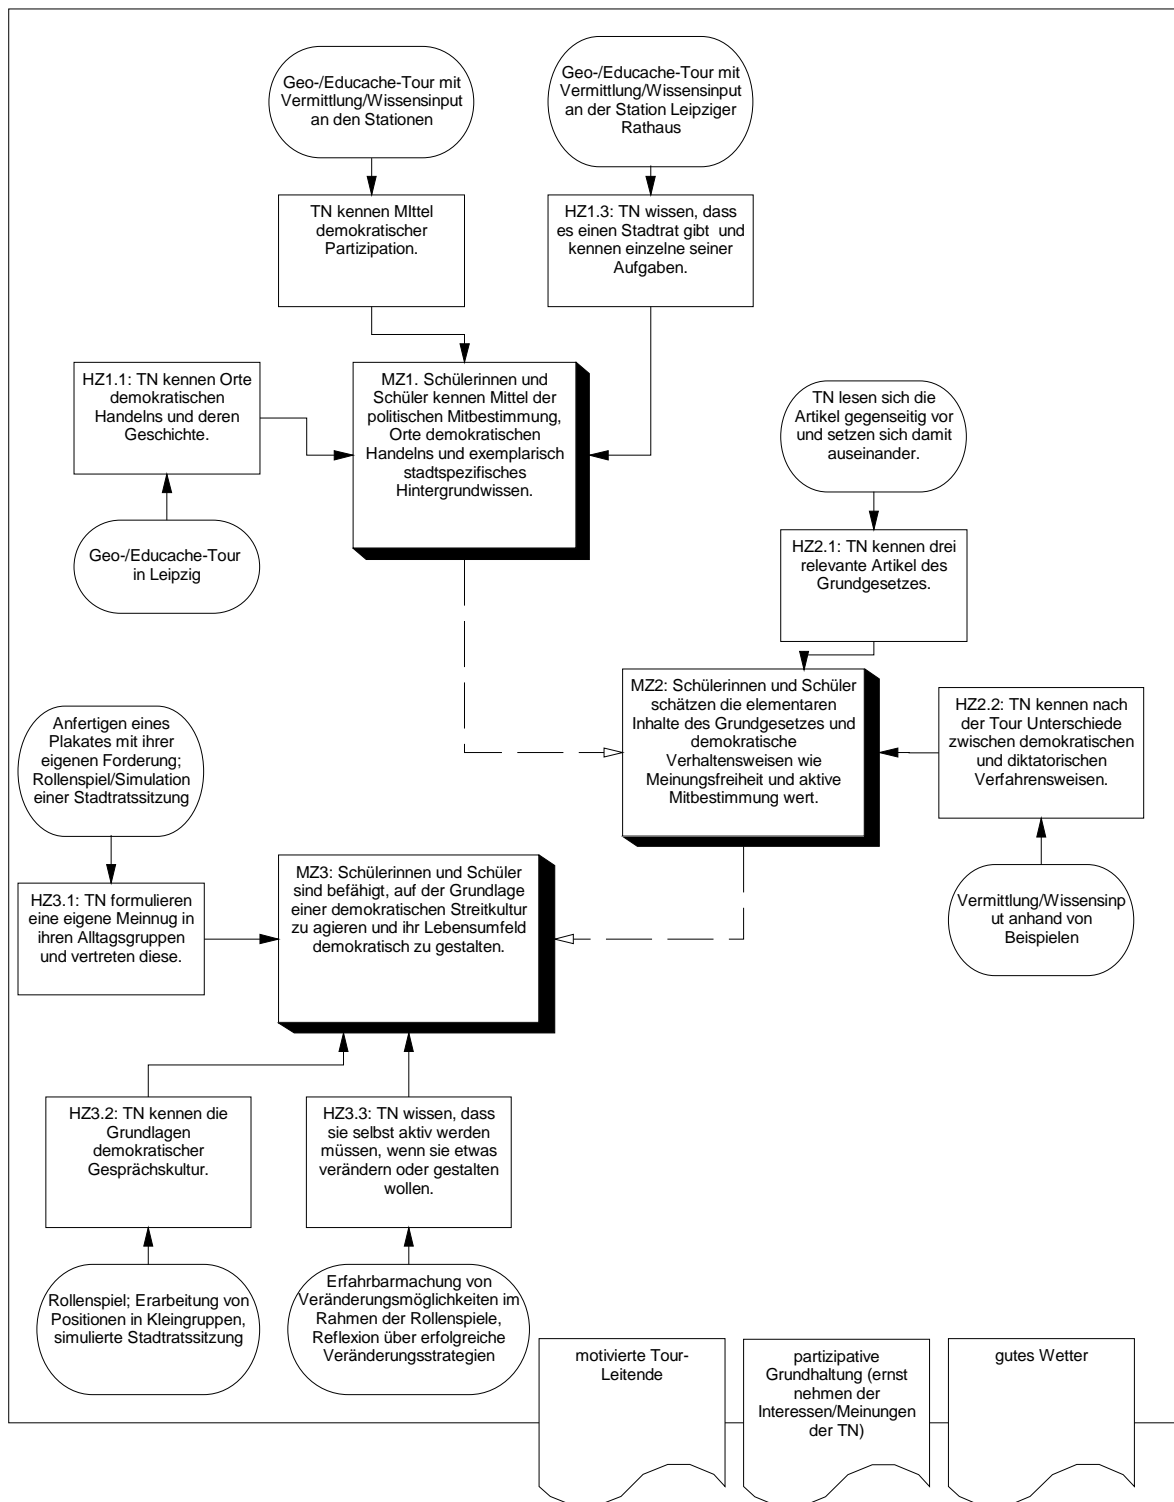 Geo-/Educache-Tour mit
Vermittlung/Wissensinput
an den Stationen
Geo-/Educache-Tour mit
Vermittlung/Wissensinput
an der Station Leipziger
Rathaus
TN kennen MIttel
demokratischer
Partizipation.
HZ1.3: TN wissen, dass
es einen Stadtrat gibt  und
kennen einzelne seiner
Aufgaben.
HZ1.1: TN kennen Orte
demokratischen
Handelns und deren
Geschichte.
MZ1. Schülerinnen und
Schüler kennen Mittel der
politischen Mitbestimmung,
Orte demokratischen
Handelns und exemplarisch
stadtspezifisches
Hintergrundwissen.
TN lesen sich die
Artikel gegenseitig vor
und setzen sich damit
auseinander.
Geo-/Educache-Tour
in Leipzig
HZ2.1: TN kennen drei
relevante Artikel des
Grundgesetzes.
MZ2: Schülerinnen und Schüler
schätzen die elementaren
Inhalte des Grundgesetzes und
demokratische
Verhaltensweisen wie
Meinungsfreiheit und aktive
Mitbestimmung wert.
HZ2.2: TN kennen nach
der Tour Unterschiede
zwischen demokratischen
und diktatorischen
Verfahrensweisen.
Anfertigen eines
Plakates mit ihrer
eigenen Forderung;
Rollenspiel/Simulation
einer Stadtratssitzung
HZ3.1: TN formulieren
eine eigene Meinnug in
ihren Alltagsgruppen
und vertreten diese.
MZ3: Schülerinnen und Schüler
sind befähigt, auf der Grundlage
einer demokratischen Streitkultur
zu agieren und ihr Lebensumfeld
demokratisch zu gestalten.
Vermittlung/Wissensinp
ut anhand von
Beispielen
HZ3.2: TN kennen die
Grundlagen
demokratischer
Gesprächskultur.
HZ3.3: TN wissen, dass
sie selbst aktiv werden
müssen, wenn sie etwas
verändern oder gestalten
wollen.
Rollenspiel; Erarbeitung von
Positionen in Kleingruppen,
simulierte Stadtratssitzung
Erfahrbarmachung von
Veränderungsmöglichkeiten im
Rahmen der Rollenspiele,
Reflexion über erfolgreiche
Veränderungsstrategien
motivierte Tour-
Leitende
partizipative
Grundhaltung (ernst
nehmen der
Interessen/Meinungen
der TN)
gutes Wetter